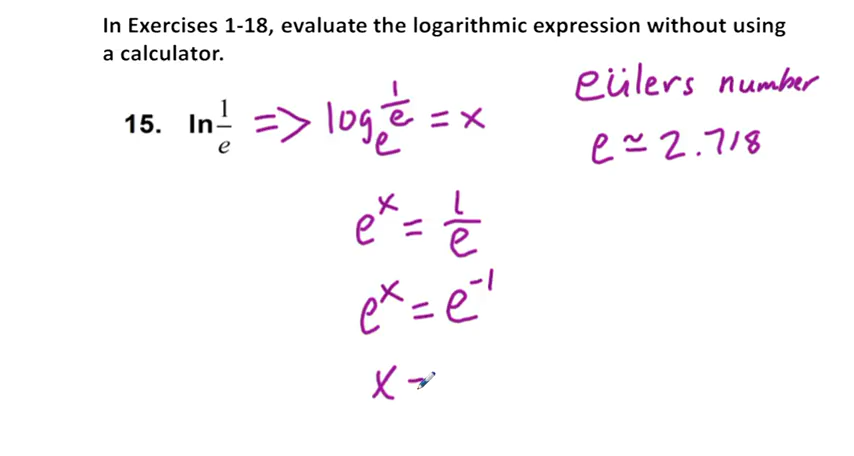 In Exercises 1-18, evaluate the logarithmic expression without using
a calculator.
15. ln 1/e => log_e 1/e = x
eülers number
e ≃ 2.718
e^x = 1/e
e^x = e^-1
x -